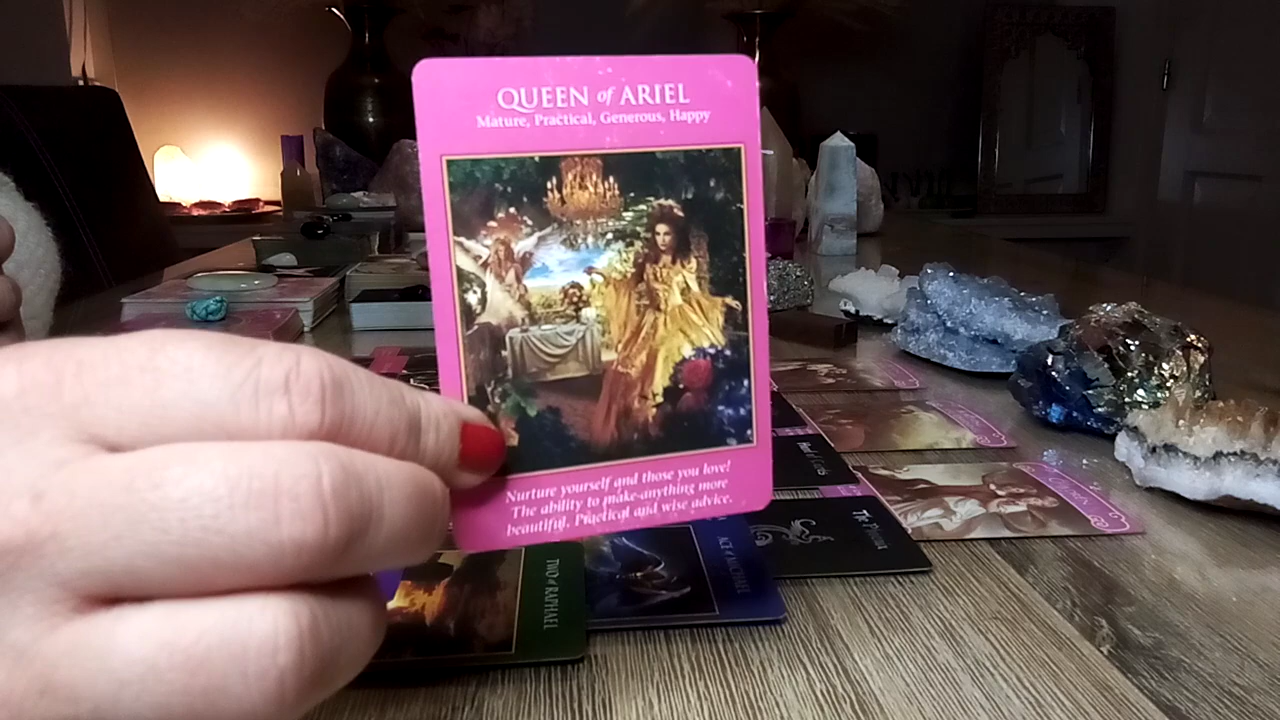 QUEEN of ARIEL
Mature, Practical, Generous, Happy
Nurture yourself and those you love!
The ability to make anything more
beautiful. Practical and wise advice.
TWO of RAPHAEL
ACE of MICHAEL
The Phoenix